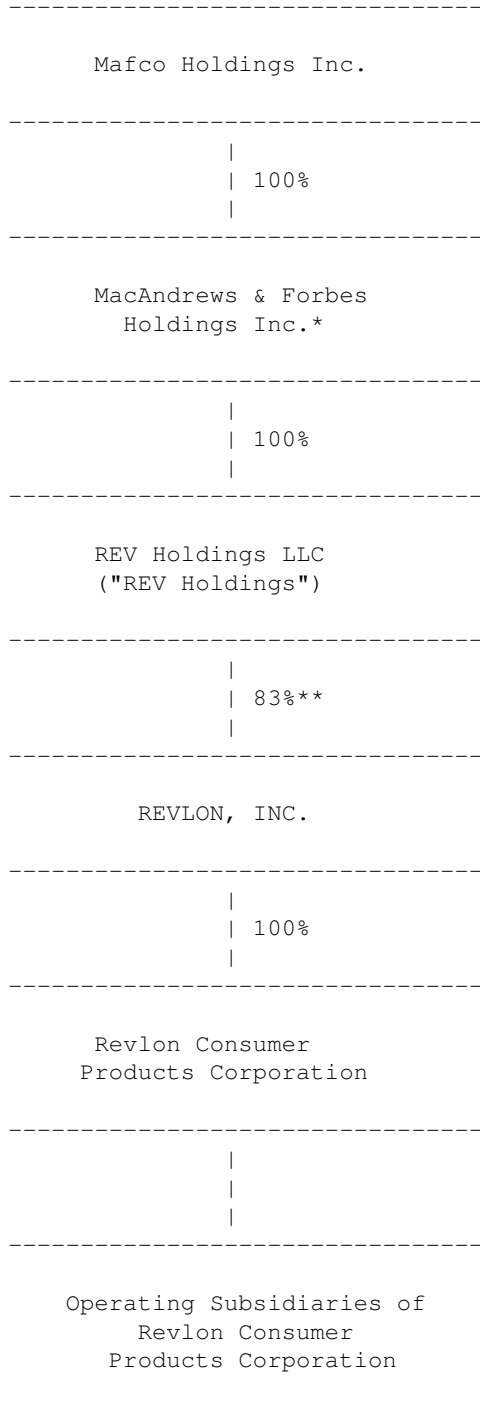 Mafco Holdings Inc.
100%
MacAndrews & Forbes
Holdings Inc.*
100%
REV Holdings LLC
("REV Holdings")
83%**
REVLON, INC.
100%
Revlon Consumer
Products Corporation
Operating Subsidiaries of
Revlon Consumer
Products Corporation